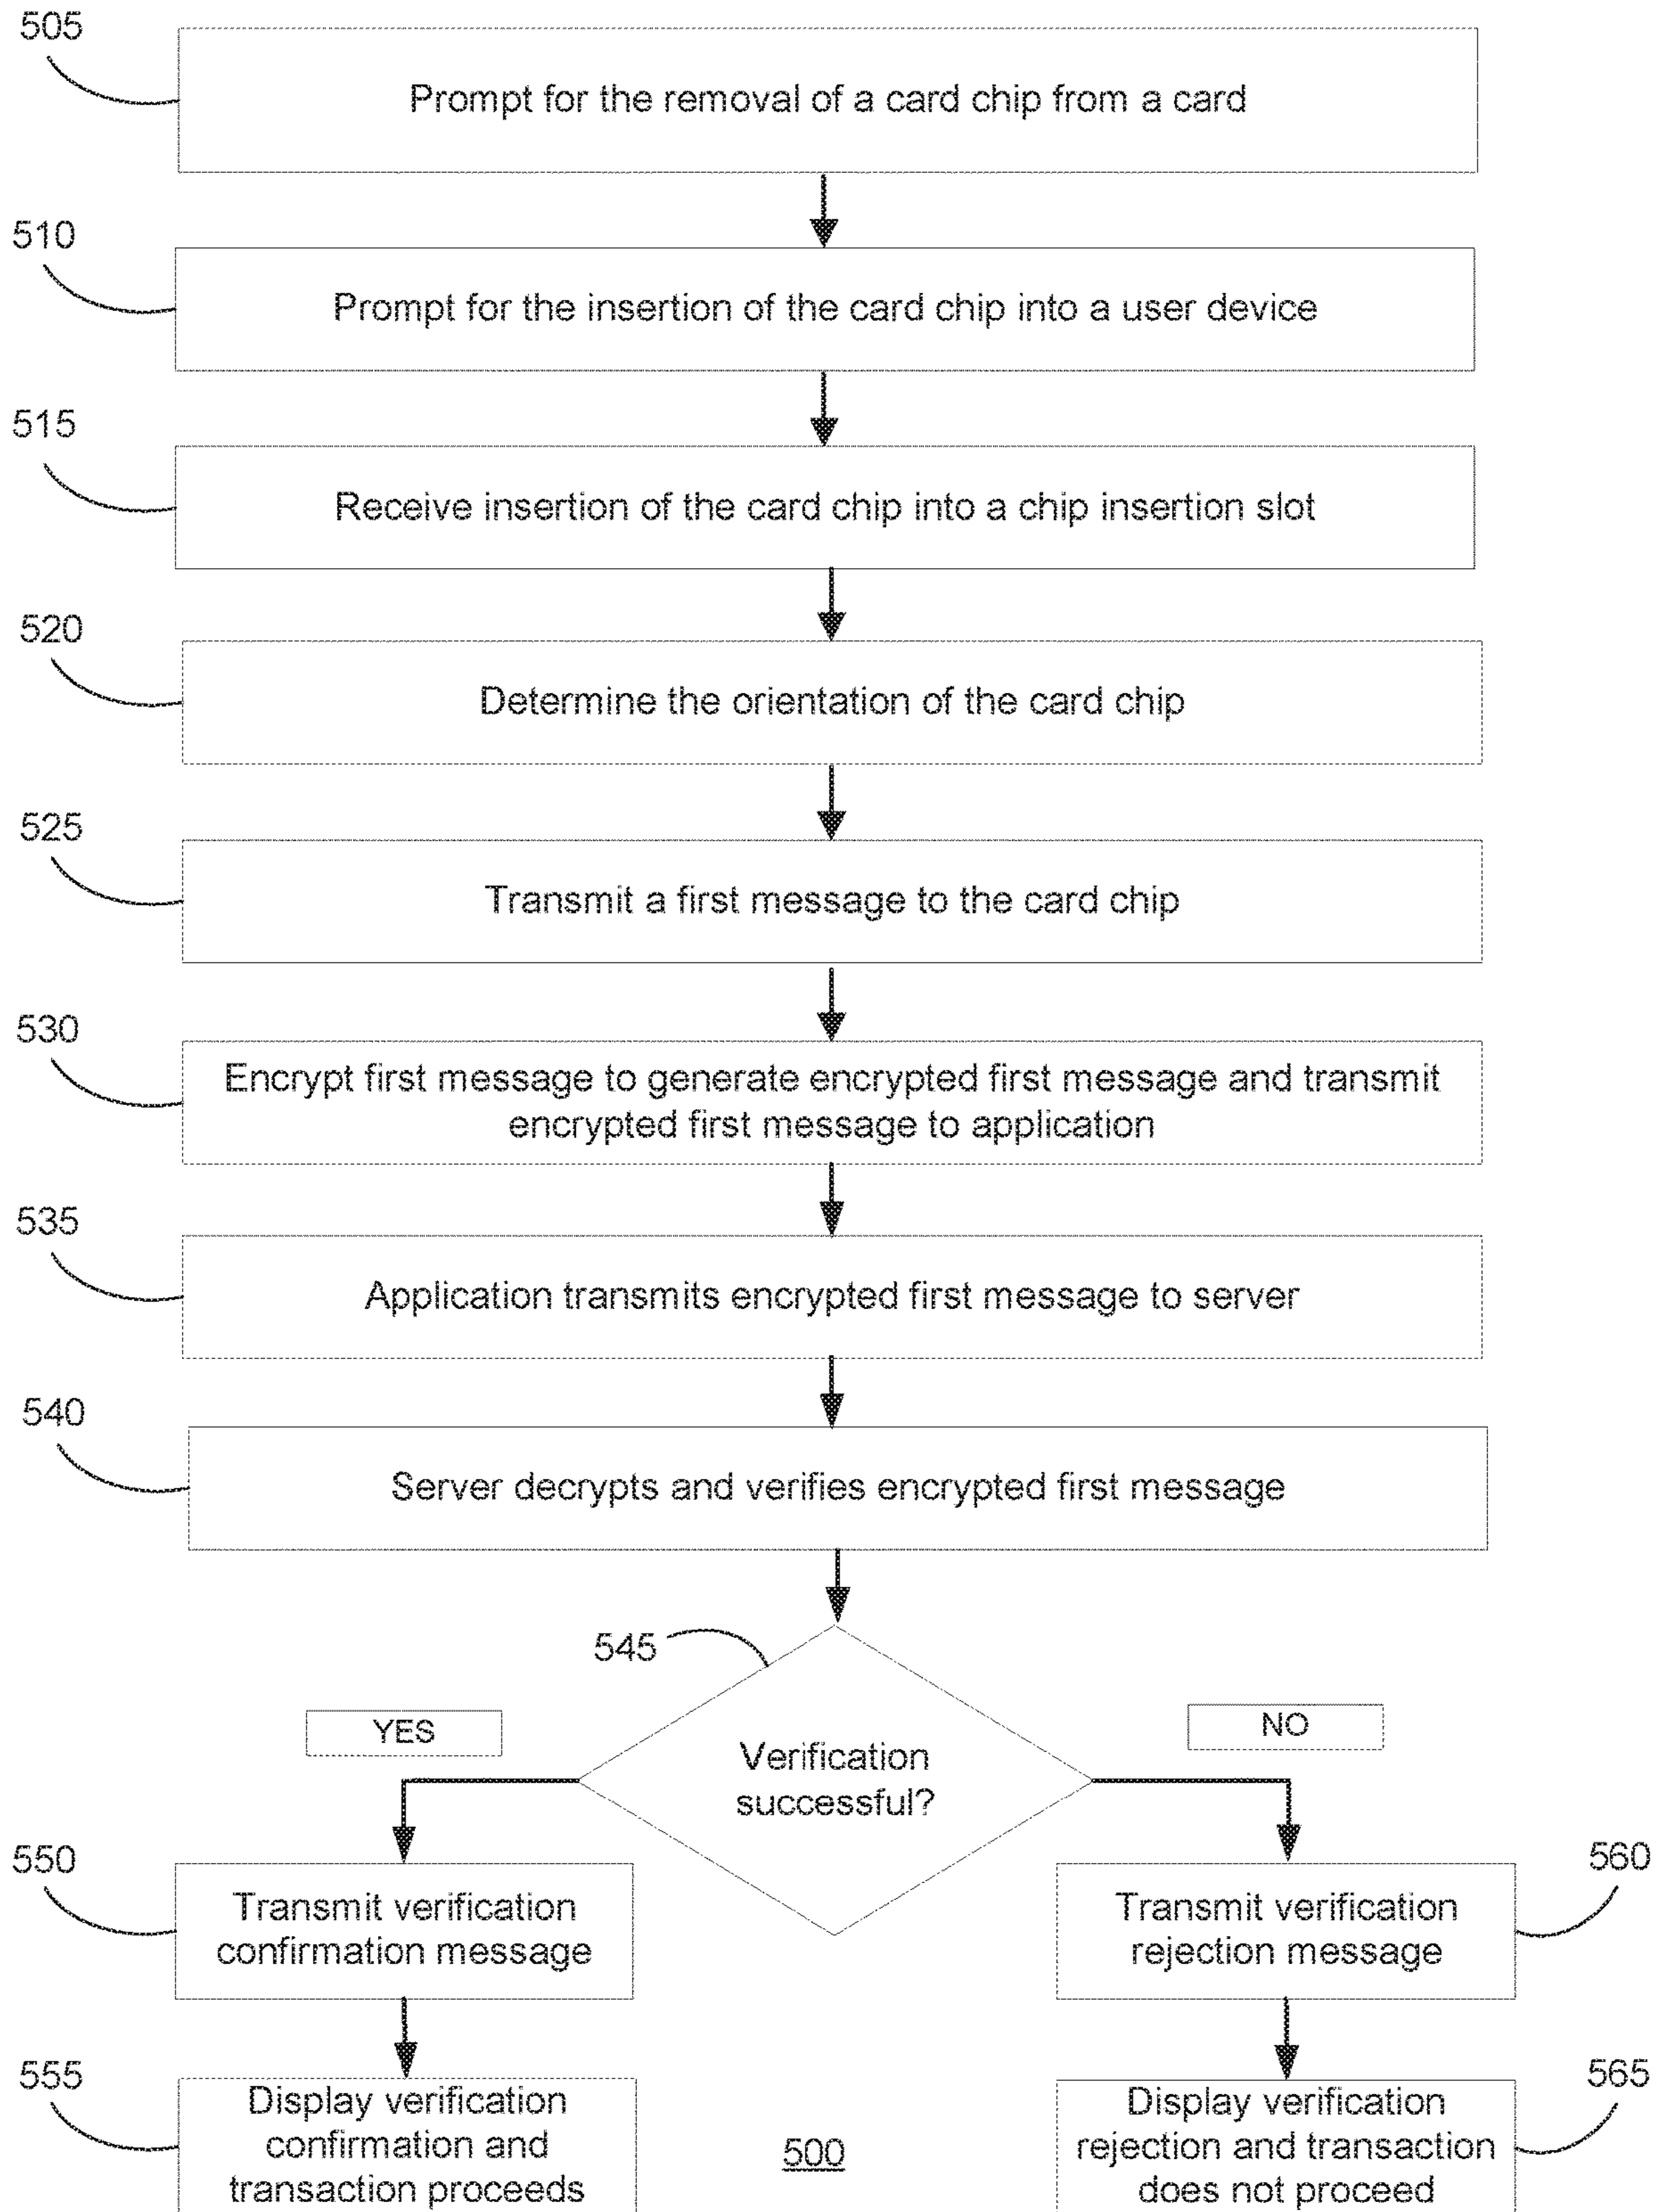 505
Prompt for the removal of a card chip from a card
510
Prompt for the insertion of the card chip into a user device
515
Receive insertion of the card chip into a chip insertion slot
520
Determine the orientation of the card chip
525
Transmit a first message to the card chip
530
Encrypt first message to generate encrypted first message and transmit
encrypted first message to application
535
Application transmits encrypted first message to server
540
Server decrypts and verifies encrypted first message
545
YES
NO
Verification
successful?
550
Transmit verification
confirmation message
560
Transmit verification
rejection message
555
Display verification
confirmation and
transaction proceeds
500
565
Display verification
rejection and transaction
does not proceed